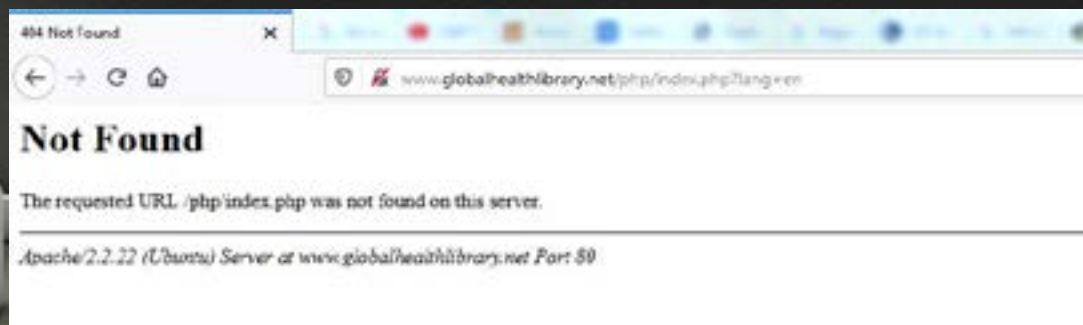 404 Not Found
www.globalhealthlibrary.net/php/index.php?lang=en
Not Found
The requested URL /php/index.php was not found on this server.
Apache/2.2.22 (Ubuntu) Server at www.globalhealthlibrary.net Port 80